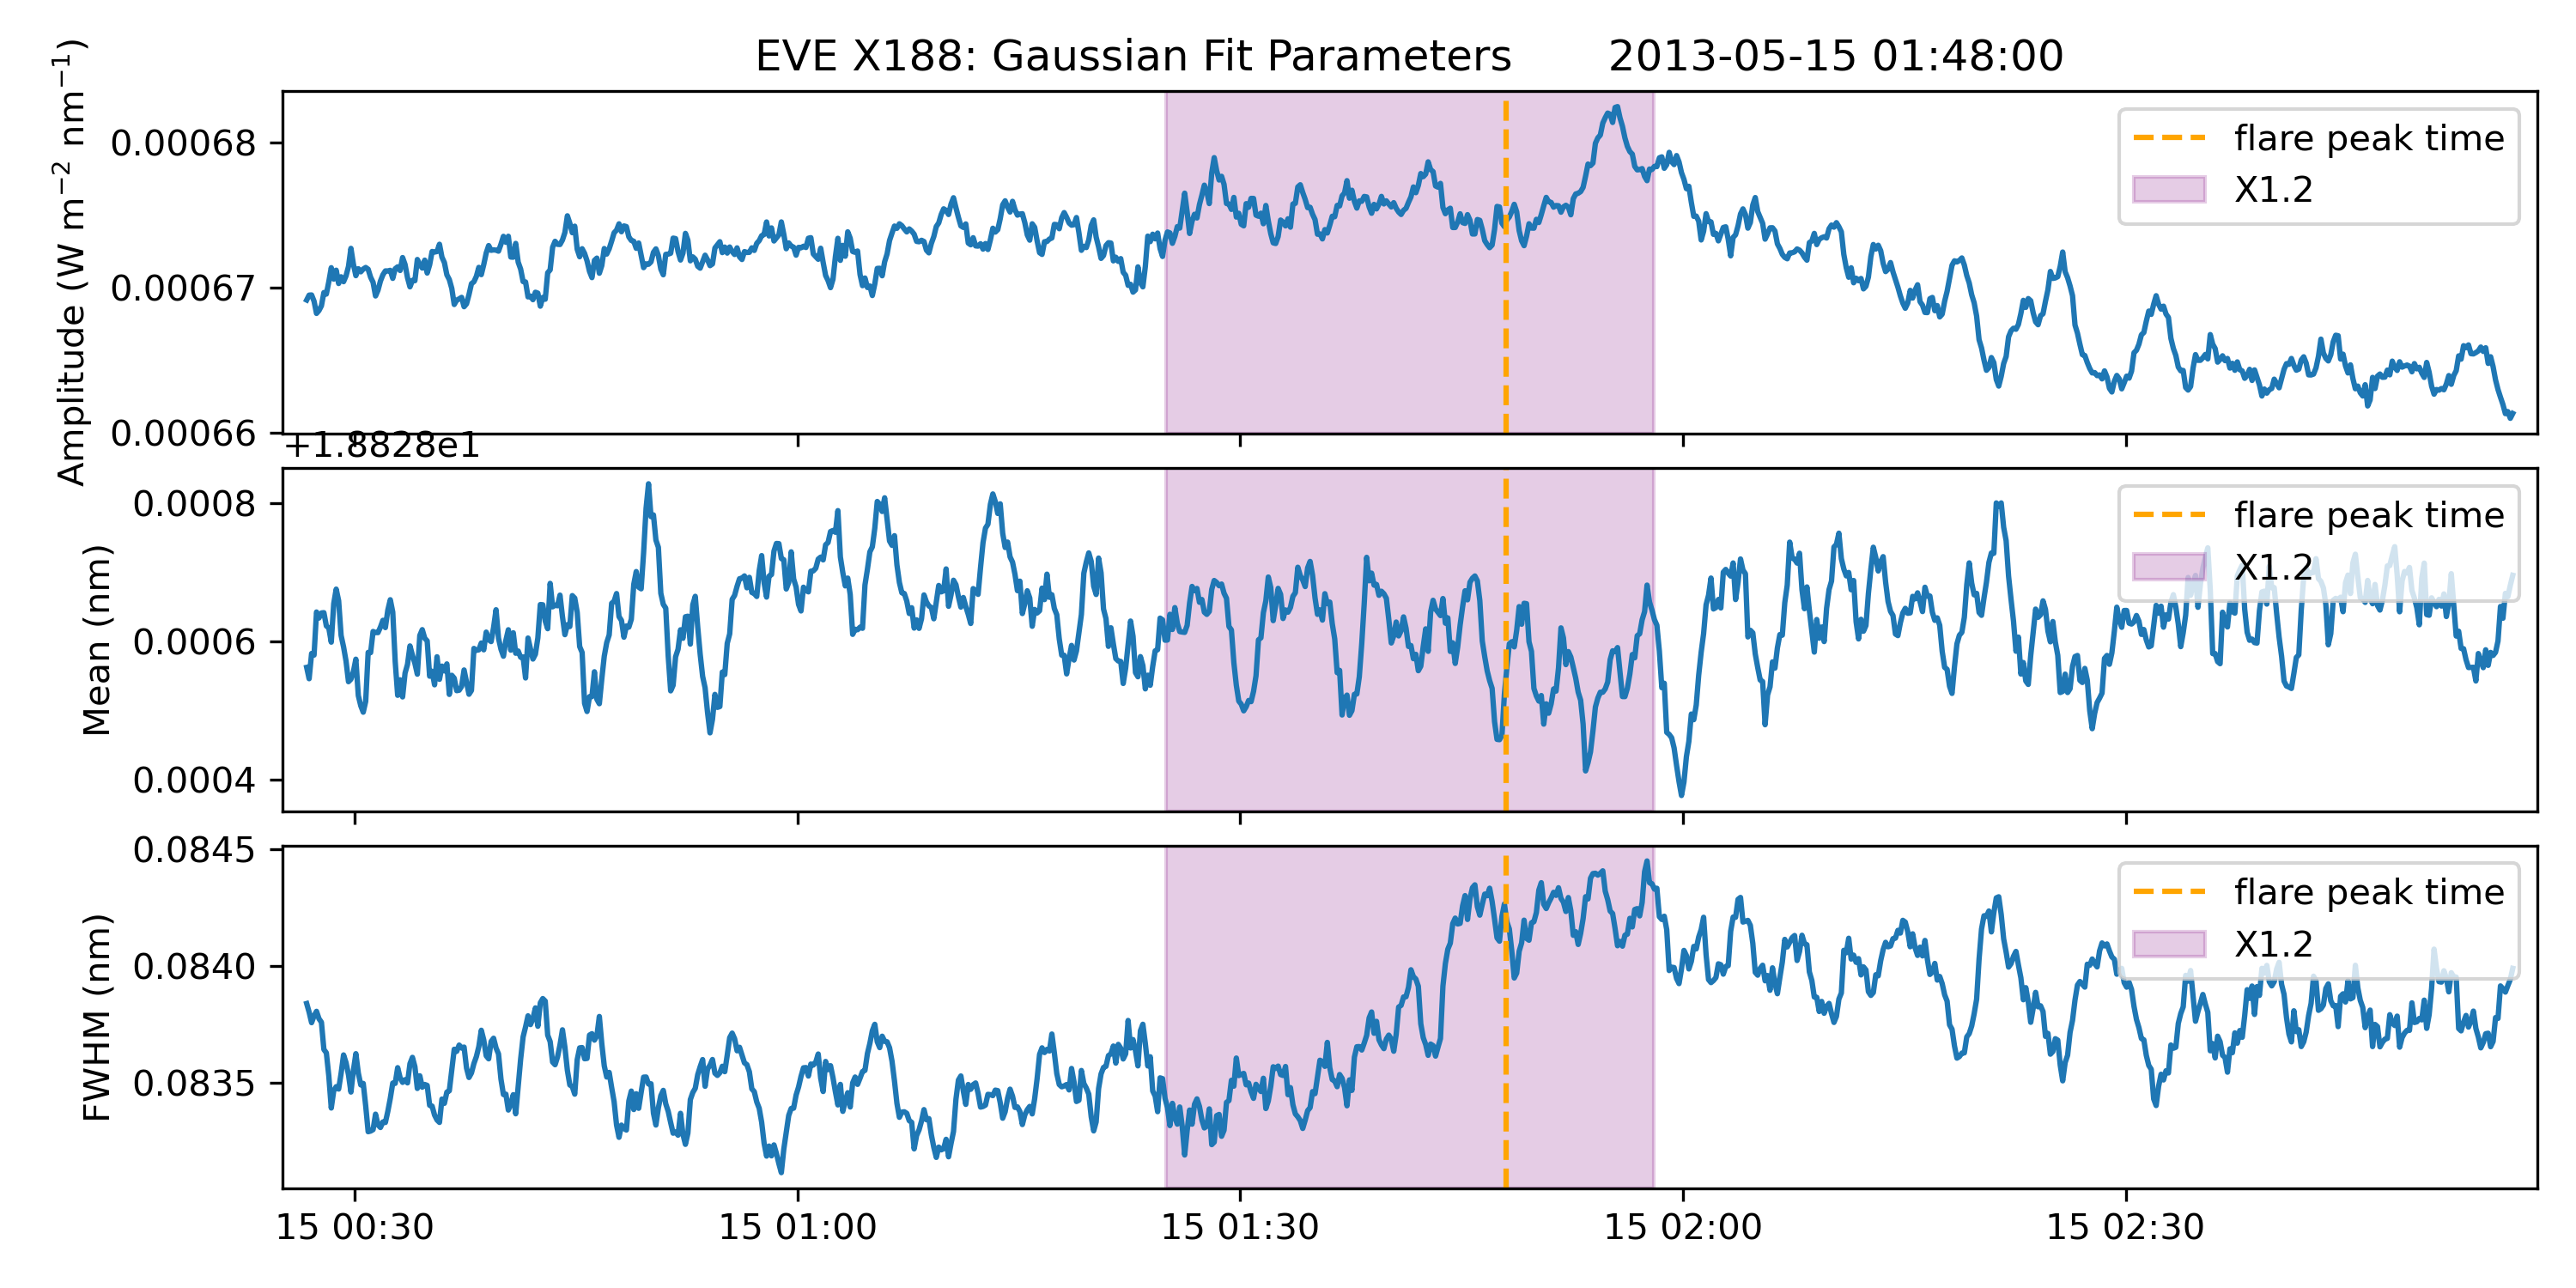 EVE X188: Gaussian Fit Parameters 2013-05-15 01:48:00
Amplitude (W m⁻² nm⁻¹)
0.00068
0.00067
0.00066
flare peak time
X1.2
+1.8828e1
Mean (nm)
0.0008
0.0006
0.0004
flare peak time
X1.2
FWHM (nm)
0.0845
0.0840
0.0835
flare peak time
X1.2
15 00:30 15 01:00 15 01:30 15 02:00 15 02:30